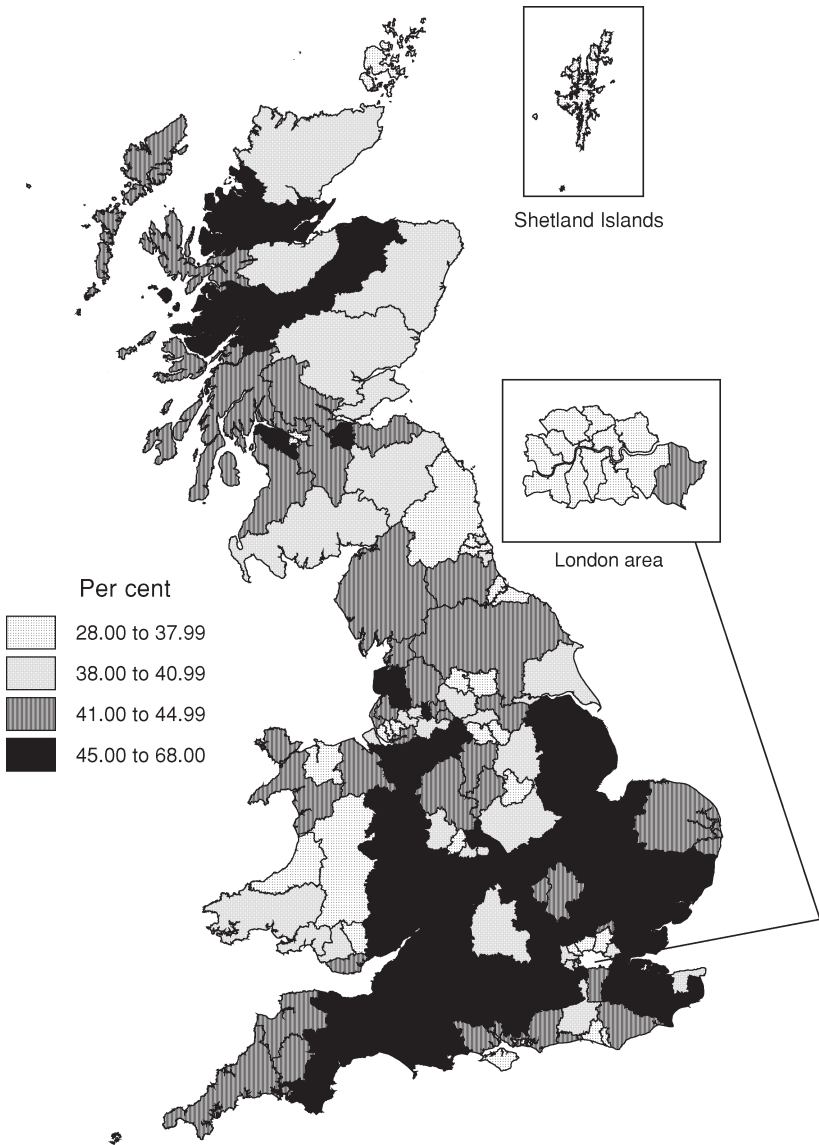 Shetland Islands
London area
Per cent
28.00 to 37.99
38.00 to 40.99
41.00 to 44.99
45.00 to 68.00